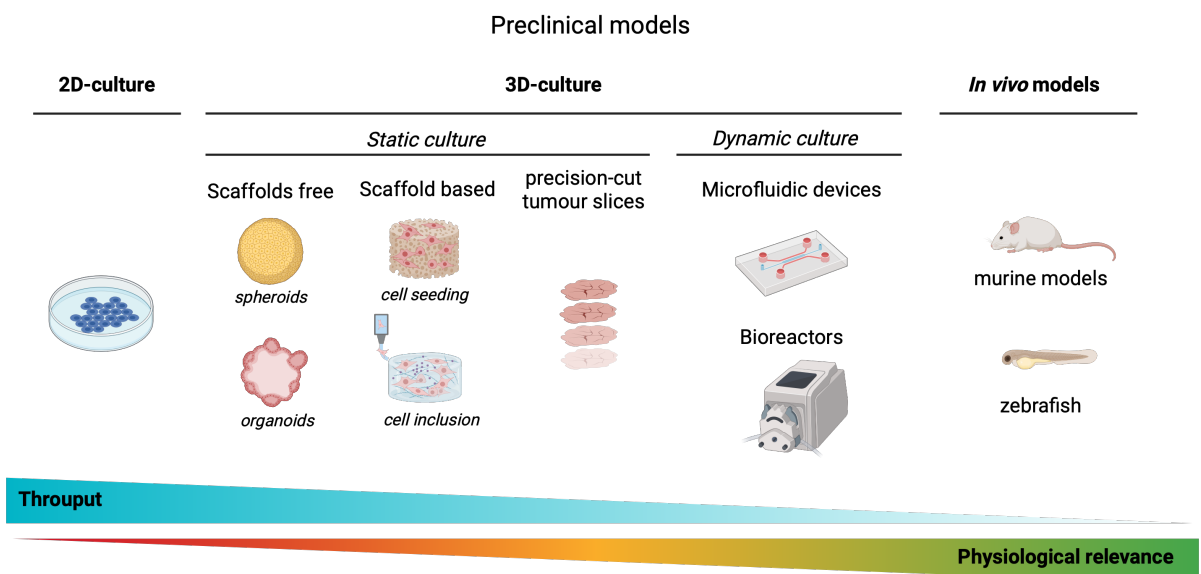 Preclinical models
2D-culture
3D-culture
In vivo models
Static culture
Dynamic culture
Scaffolds free
Scaffold based
precision-cut
tumour slices
Microfluidic devices
spheroids
cell seeding
murine models
Bioreactors
organoids
cell inclusion
zebrafish
Throuput
Physiological relevance